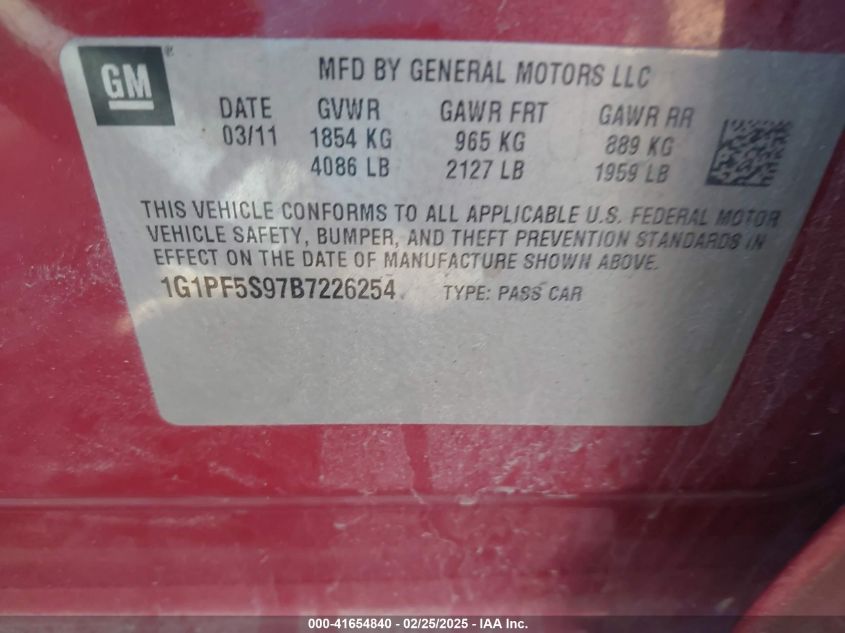 GM ®
MFD BY GENERAL MOTORS LLC
DATE GVWR GAWR FRT GAWR RR
03/11 1854 KG 965 KG 889 KG
4086 LB 2127 LB 1959 LB
THIS VEHICLE CONFORMS TO ALL APPLICABLE U.S. FEDERAL MOTOR
VEHICLE SAFETY, BUMPER, AND THEFT PREVENTION STANDARDS IN
EFFECT ON THE DATE OF MANUFACTURE SHOWN ABOVE.
1G1PF5S97B7226254 TYPE: PASS CAR
000-41654840 - 02/25/2025 - IAA, Inc.